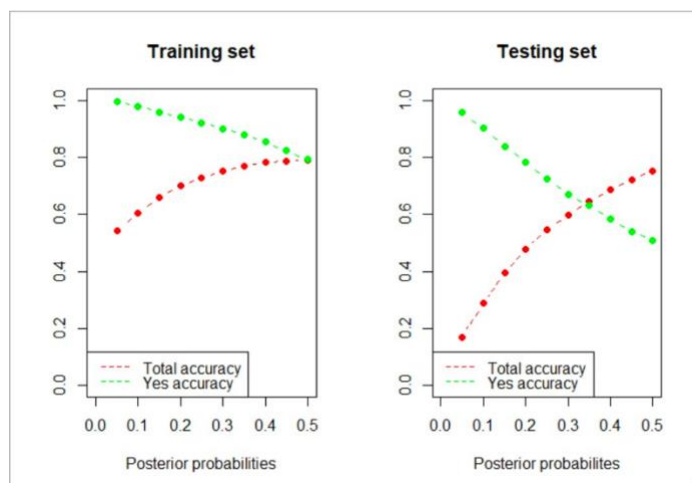 Training set
1.0
0.8
0.6
0.4
0.2
0.0
Total accuracy
Yes accuracy
0.0 0.1 0.2 0.3 0.4 0.5
Posterior probabilities
Testing set
1.0
0.8
0.6
0.4
0.2
0.0
Total accuracy
Yes accuracy
0.0 0.1 0.2 0.3 0.4 0.5
Posterior probabilites